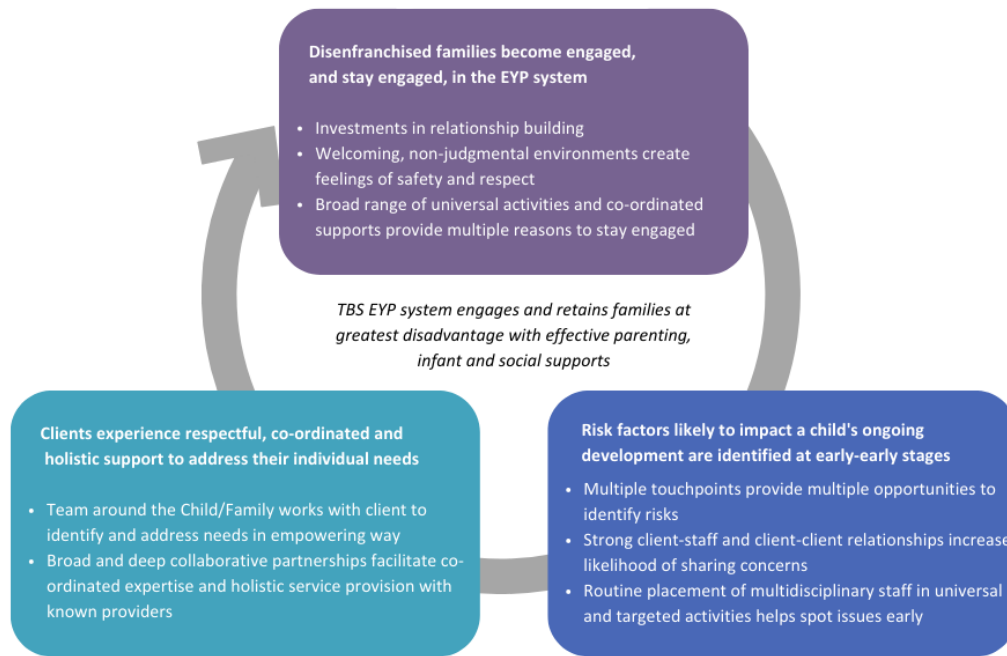 Disenfranchised families become engaged,
and stay engaged, in the EYP system
• Investments in relationship building
• Welcoming, non-judgmental environments create
feelings of safety and respect
• Broad range of universal activities and co-ordinated
supports provide multiple reasons to stay engaged
TBS EYP system engages and retains families at
greatest disadvantage with effective parenting,
infant and social supports
Clients experience respectful, co-ordinated and
holistic support to address their individual needs
• Team around the Child/Family works with client to
identify and address needs in empowering way
• Broad and deep collaborative partnerships facilitate co-
ordinated expertise and holistic service provision with
known providers
Risk factors likely to impact a child's ongoing
development are identified at early-early stages
• Multiple touchpoints provide multiple opportunities to
identify risks
• Strong client-staff and client-client relationships increase
likelihood of sharing concerns
• Routine placement of multidisciplinary staff in universal
and targeted activities helps spot issues early